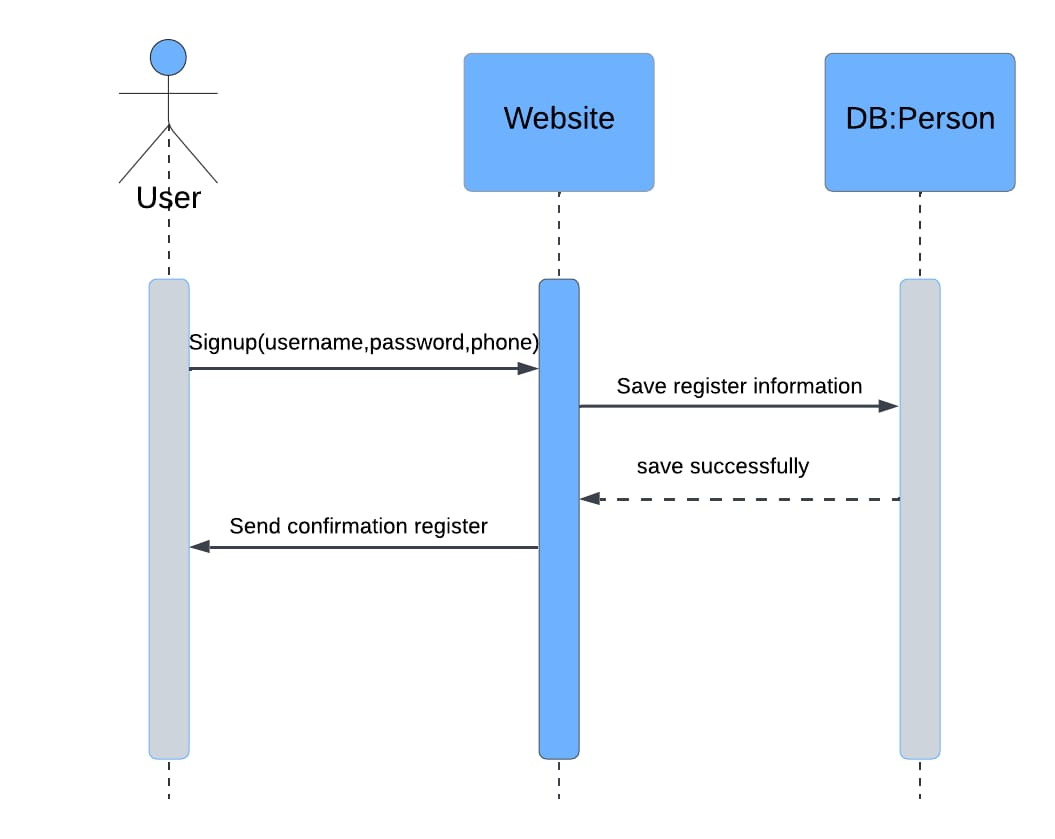 User
Website
DB:Person
Signup(username,password,phone)
Save register information
save successfully
Send confirmation register